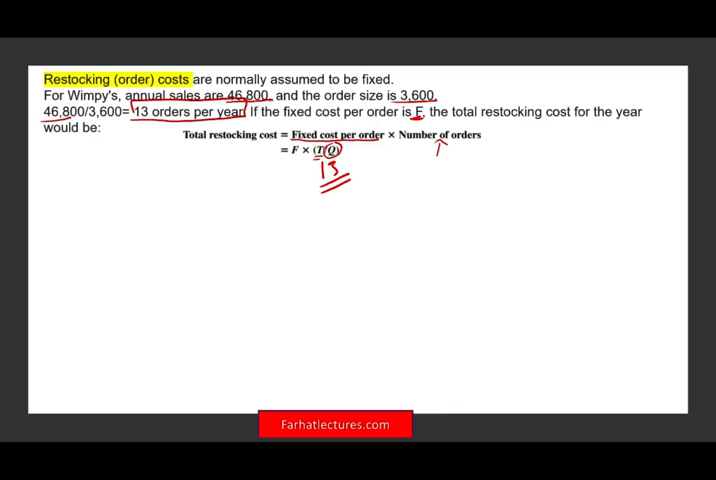 Restocking (order) costs are normally assumed to be fixed.
For Wimpy's, annual sales are 46,800, and the order size is 3,600.
46,800/3,600= 13 orders per year. If the fixed cost per order is F, the total restocking cost for the year
would be:
Total restocking cost = Fixed cost per order × Number of orders
= F × (T/Q)
13
Farhatlectures.com